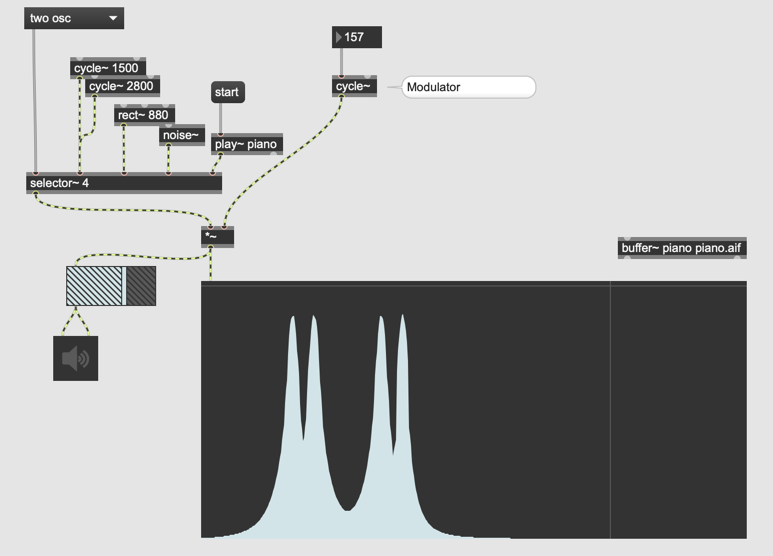 two osc
157
cycle~ 1500
cycle~ 2800
cycle~
Modulator
start
rect~ 880
noise~
play~ piano
selector~ 4
*~
buffer~ piano piano.aif